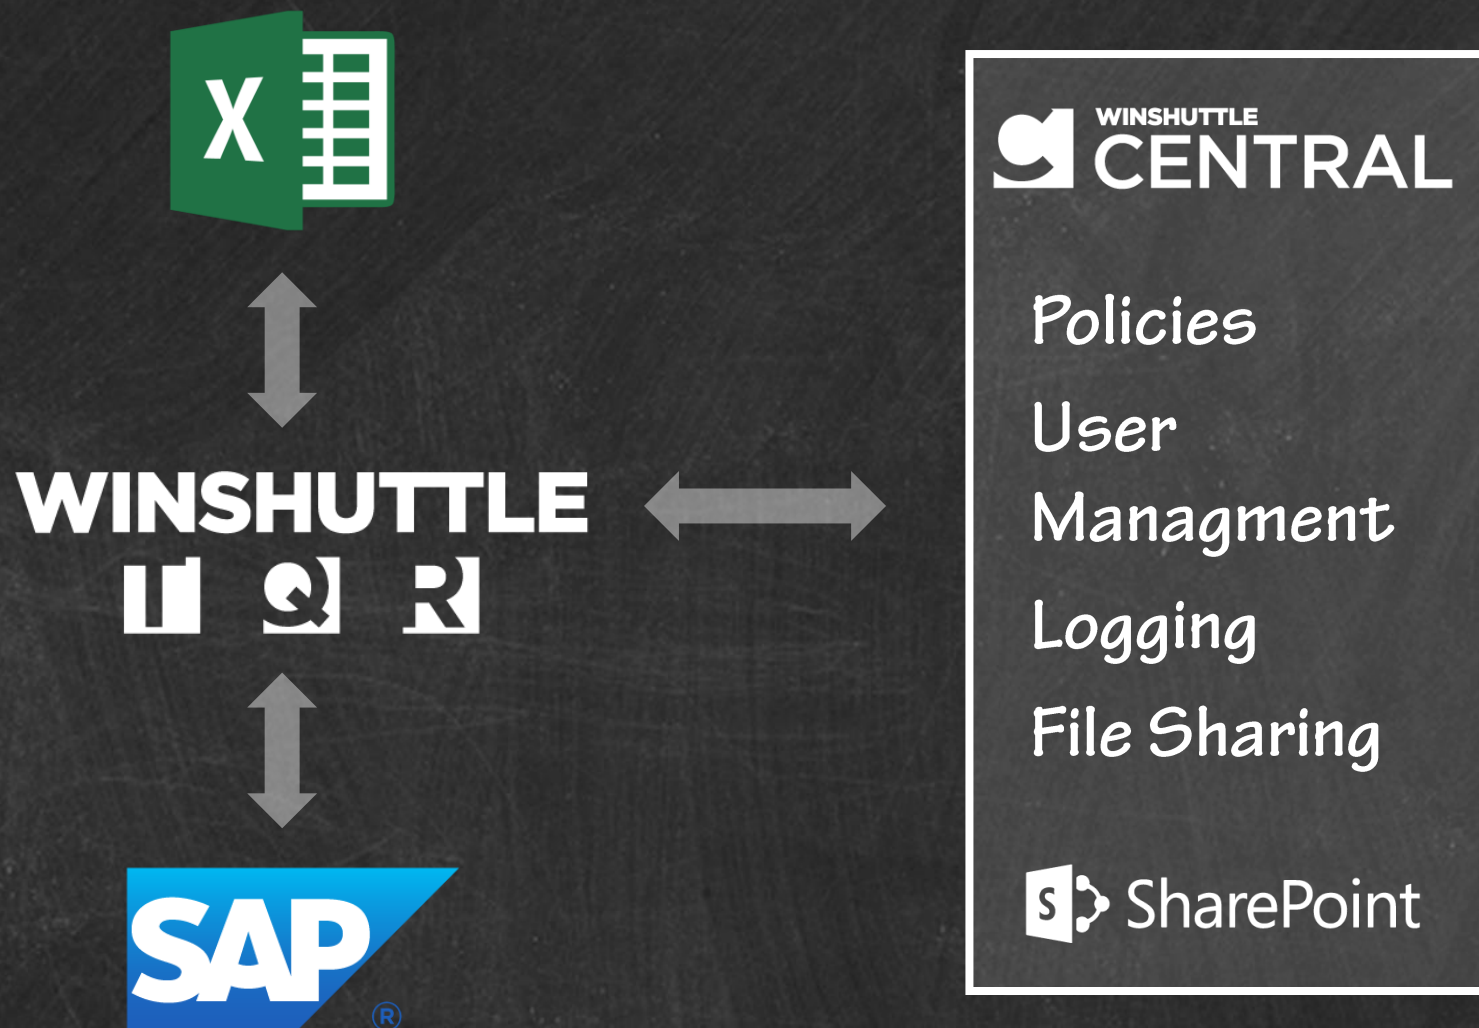 X
WINSHUTTLE
T Q R
SAP
®
WINSHUTTLE
CENTRAL
Policies
User
Managment
Logging
File Sharing
S SharePoint